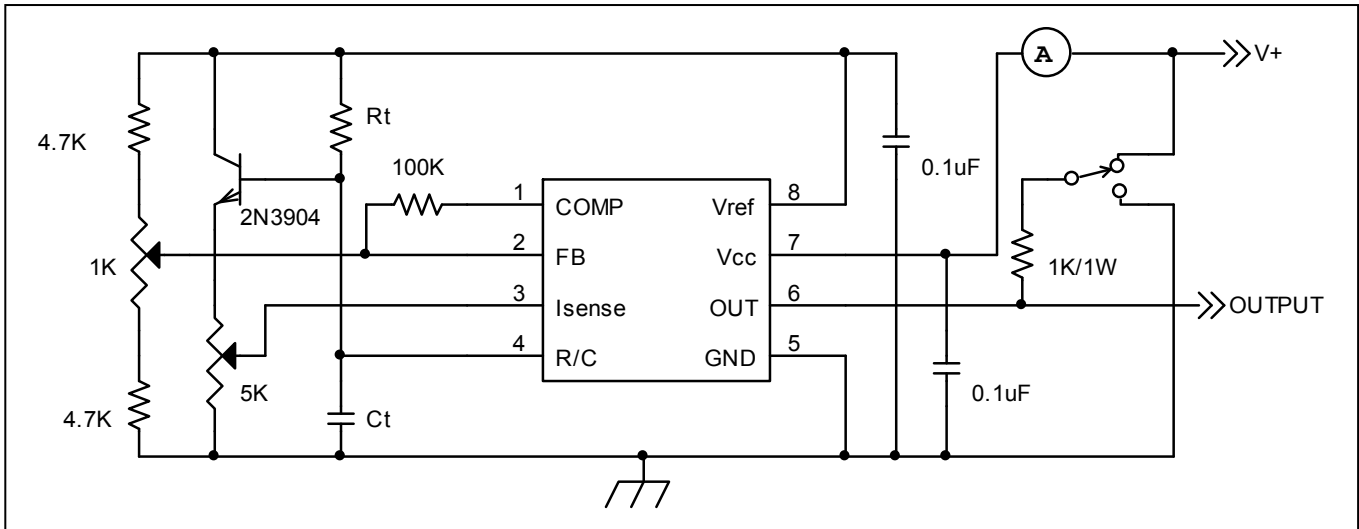 A
V+
Rt
4.7K
100K
0.1uF
1
COMP
Vref
8
2N3904
2
FB
Vcc
7
1K
1K/1W
3
Isense
OUT
6
OUTPUT
4
R/C
GND
5
5K
0.1uF
4.7K
Ct